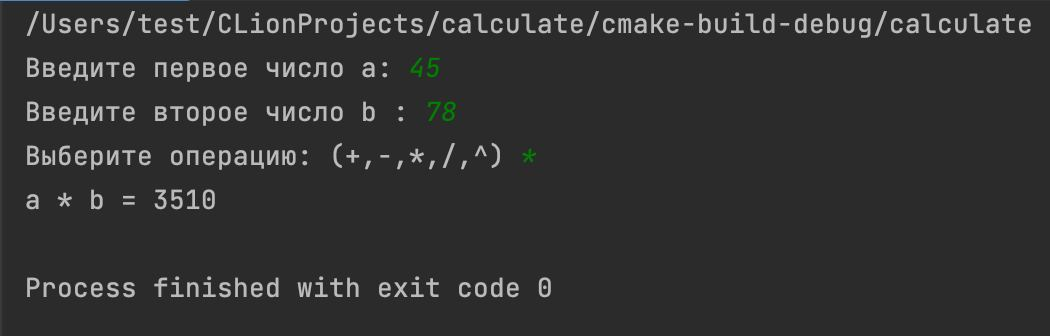 /Users/test/CLionProjects/calculate/cmake-build-debug/calculate
Введите первое число a: 45
Введите второе число b : 78
Выберите операцию: (+,-,*,/,^) *
a * b = 3510
Process finished with exit code 0